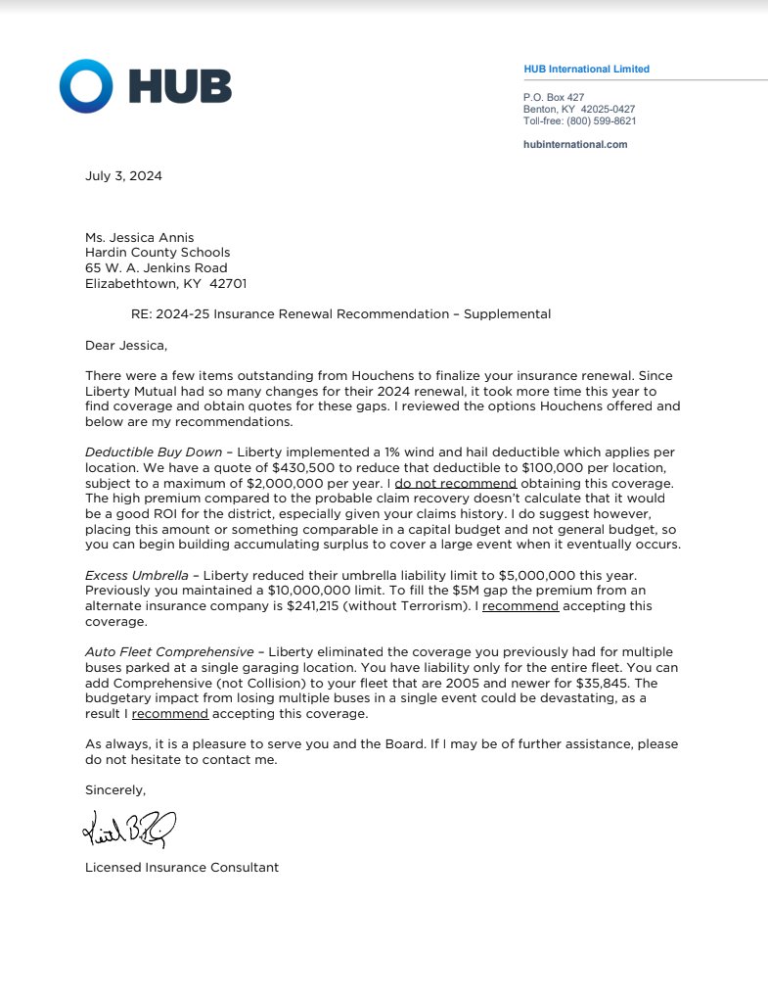 HUB
HUB International Limited
P.O. Box 427
Benton, KY  42025-0427
Toll-free: (800) 599-8621
hubinternational.com
July 3, 2024
Ms. Jessica Annis
Hardin County Schools
65 W. A. Jenkins Road
Elizabethtown, KY  42701
RE: 2024-25 Insurance Renewal Recommendation – Supplemental
Dear Jessica,
There were a few items outstanding from Houchens to finalize your insurance renewal. Since
Liberty Mutual had so many changes for their 2024 renewal, it took more time this year to
find coverage and obtain quotes for these gaps. I reviewed the options Houchens offered and
below are my recommendations.
Deductible Buy Down – Liberty implemented a 1% wind and hail deductible which applies per
location. We have a quote of $430,500 to reduce that deductible to $100,000 per location,
subject to a maximum of $2,000,000 per year. I do not recommend obtaining this coverage.
The high premium compared to the probable claim recovery doesn't calculate that it would
be a good ROI for the district, especially given your claims history. I do suggest however,
placing this amount or something comparable in a capital budget and not general budget, so
you can begin building accumulating surplus to cover a large event when it eventually occurs.
Excess Umbrella – Liberty reduced their umbrella liability limit to $5,000,000 this year.
Previously you maintained a $10,000,000 limit. To fill the $5M gap the premium from an
alternate insurance company is $241,215 (without Terrorism). I recommend accepting this
coverage.
Auto Fleet Comprehensive – Liberty eliminated the coverage you previously had for multiple
buses parked at a single garaging location. You have liability only for the entire fleet. You can
add Comprehensive (not Collision) to your fleet that are 2005 and newer for $35,845. The
budgetary impact from losing multiple buses in a single event could be devastating, as a
result I recommend accepting this coverage.
As always, it is a pleasure to serve you and the Board. If I may be of further assistance, please
do not hesitate to contact me.
Sincerely,
Licensed Insurance Consultant